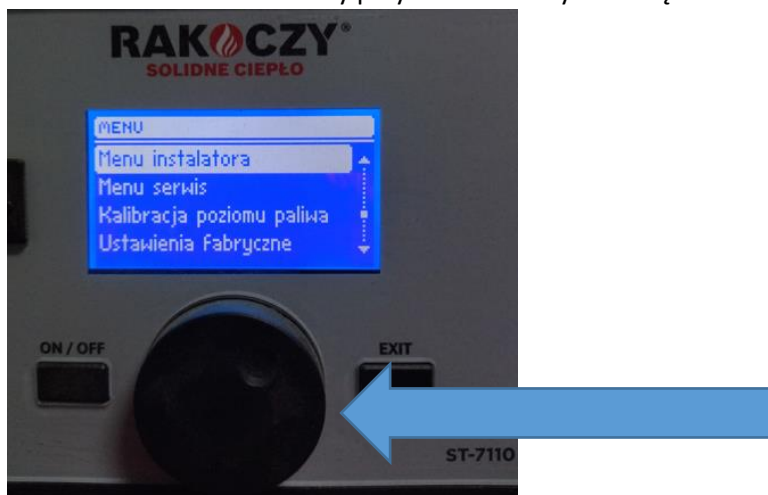 RAKOCZY®
SOLIDNE CIEPŁO
MENU
Menu instalatora
Menu serwis
Kalibracja poziomu paliwa
Ustawienia fabryczne
ON / OFF
EXIT
ST-7110